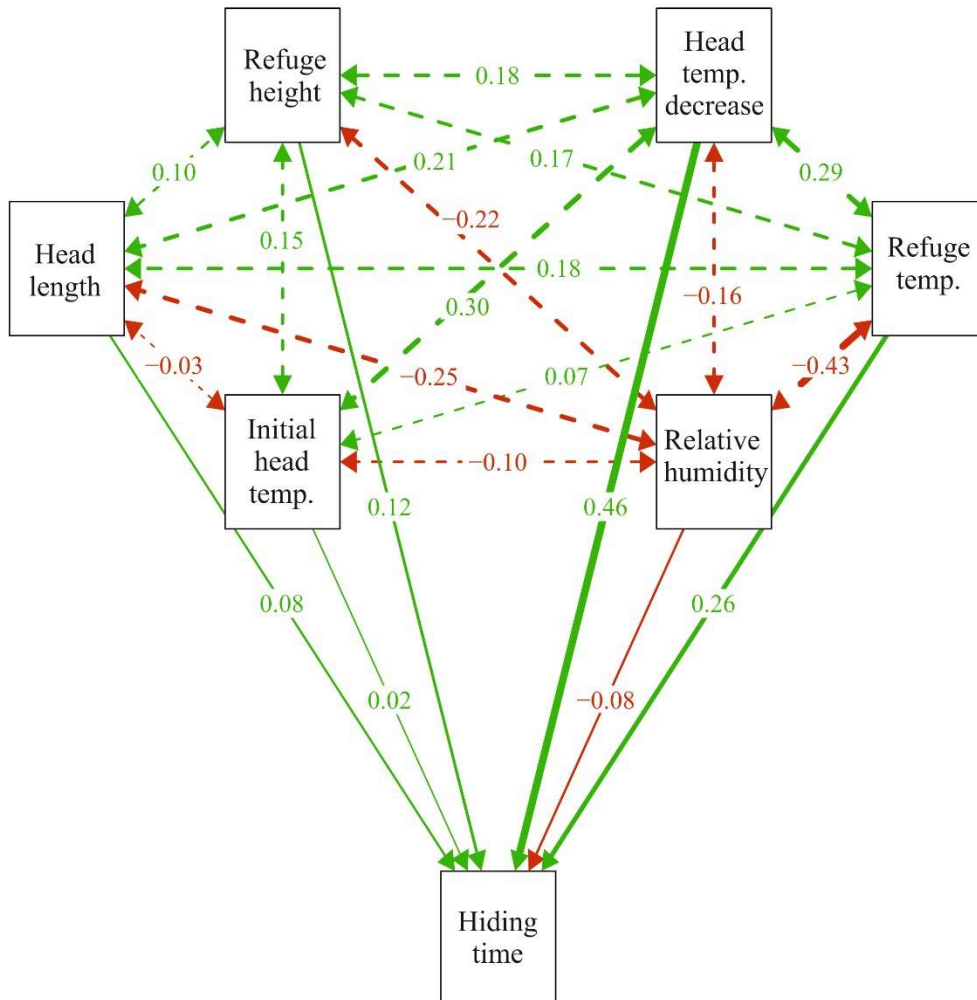 Refuge
height
Head
temp.
decrease
0.18
0.10
0.21
0.17
0.29
Head
length
0.15
−0.22
Refuge
temp.
0.18
0.30
−0.16
−0.03
−0.25
0.07
−0.43
Initial
head
temp.
Relative
humidity
−0.10
0.12
0.46
0.08
0.26
0.02
−0.08
Hiding
time